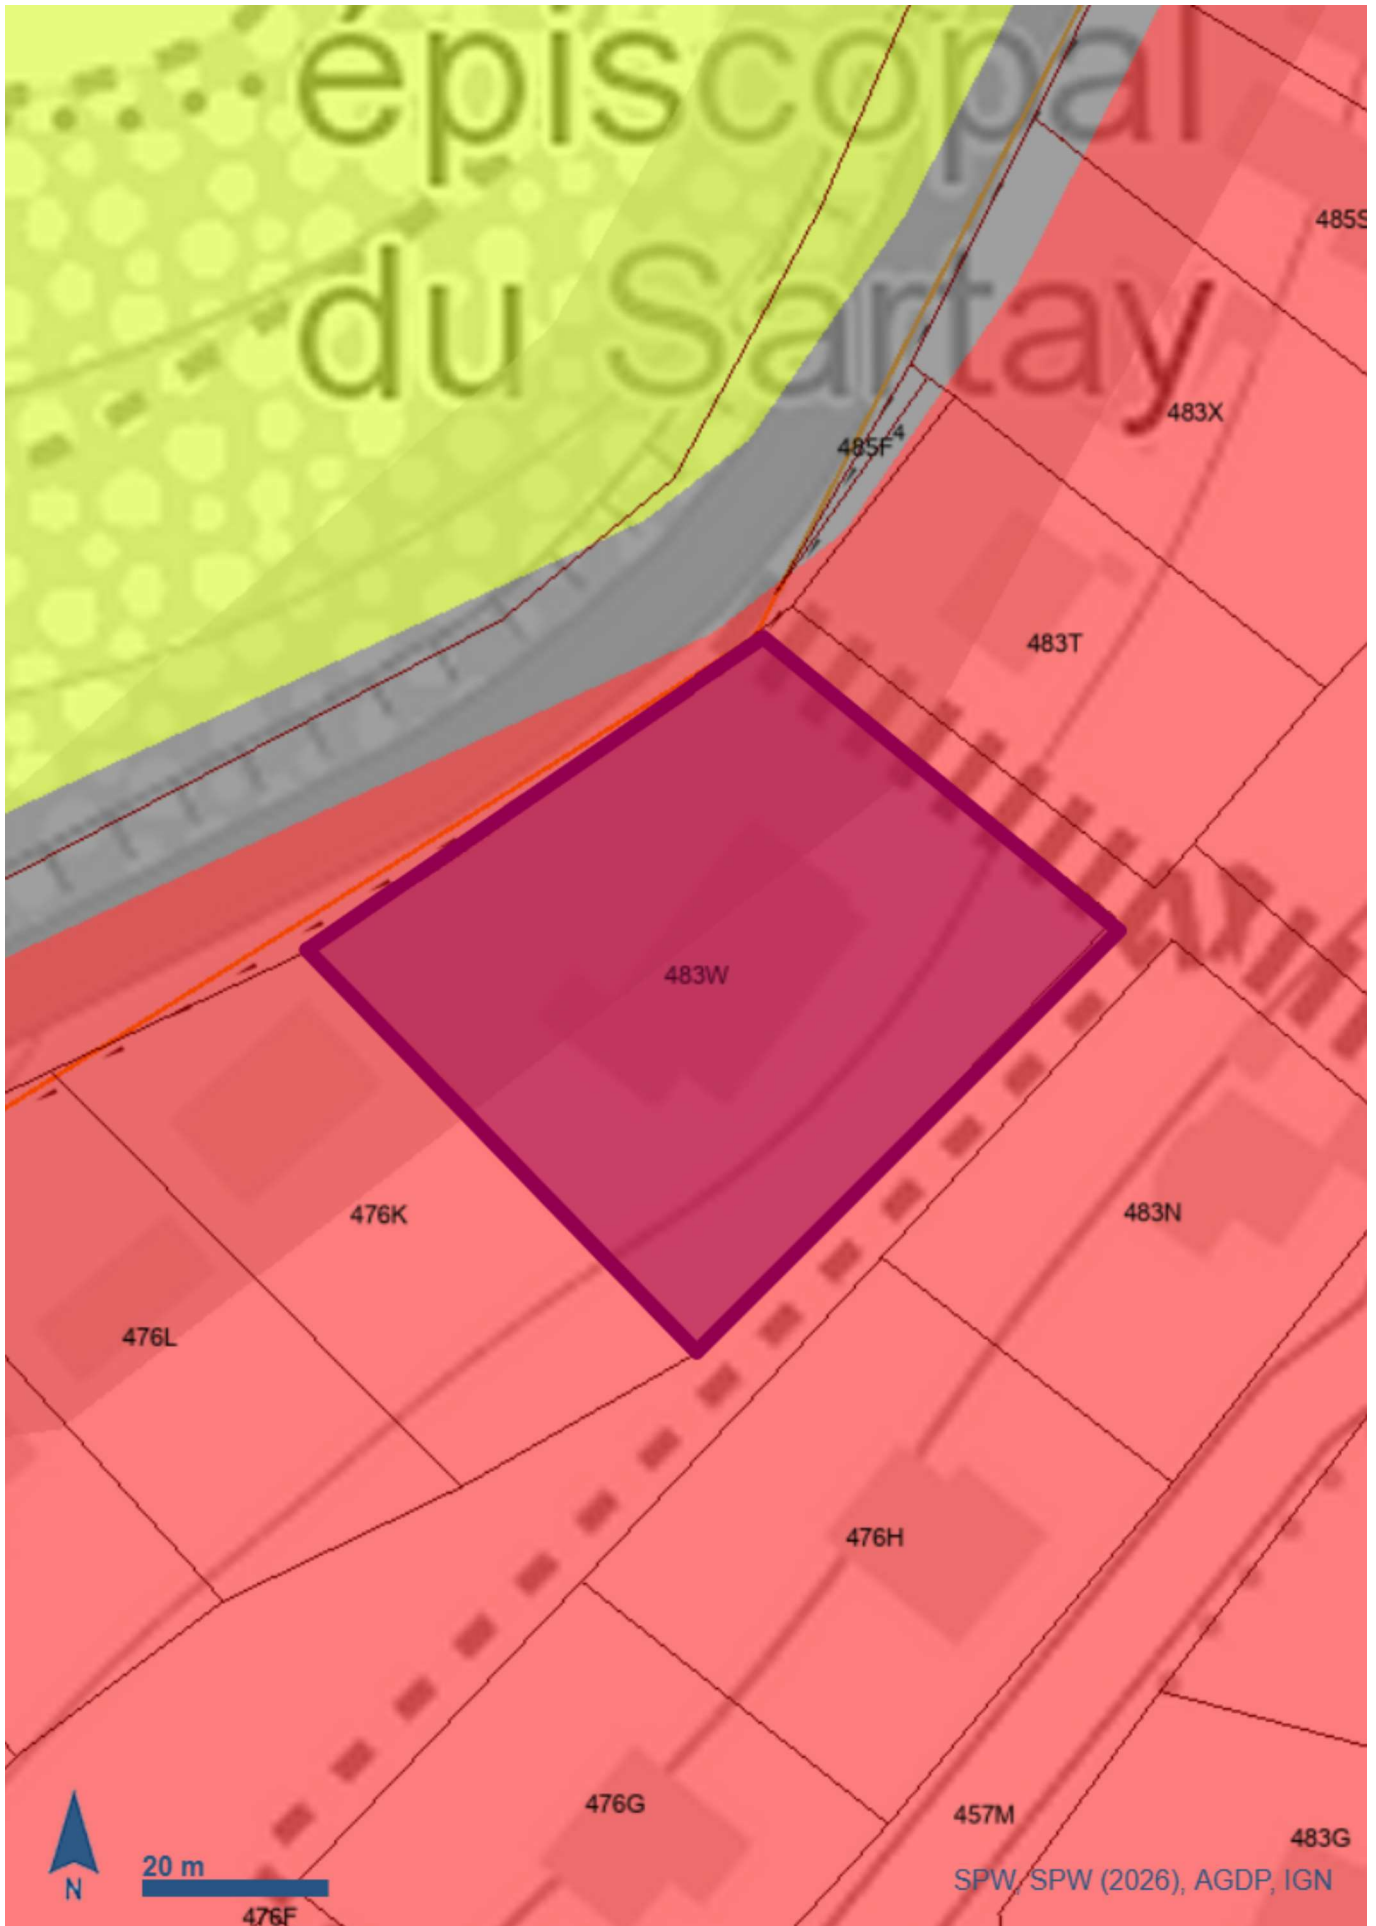 épiscopal
485S
du Sartay
483X
485F⁴
483T
483W
476K
483N
476L
476H
476G
457M
483G
20 m
N
SPW, SPW (2026), AGDP, IGN
476F